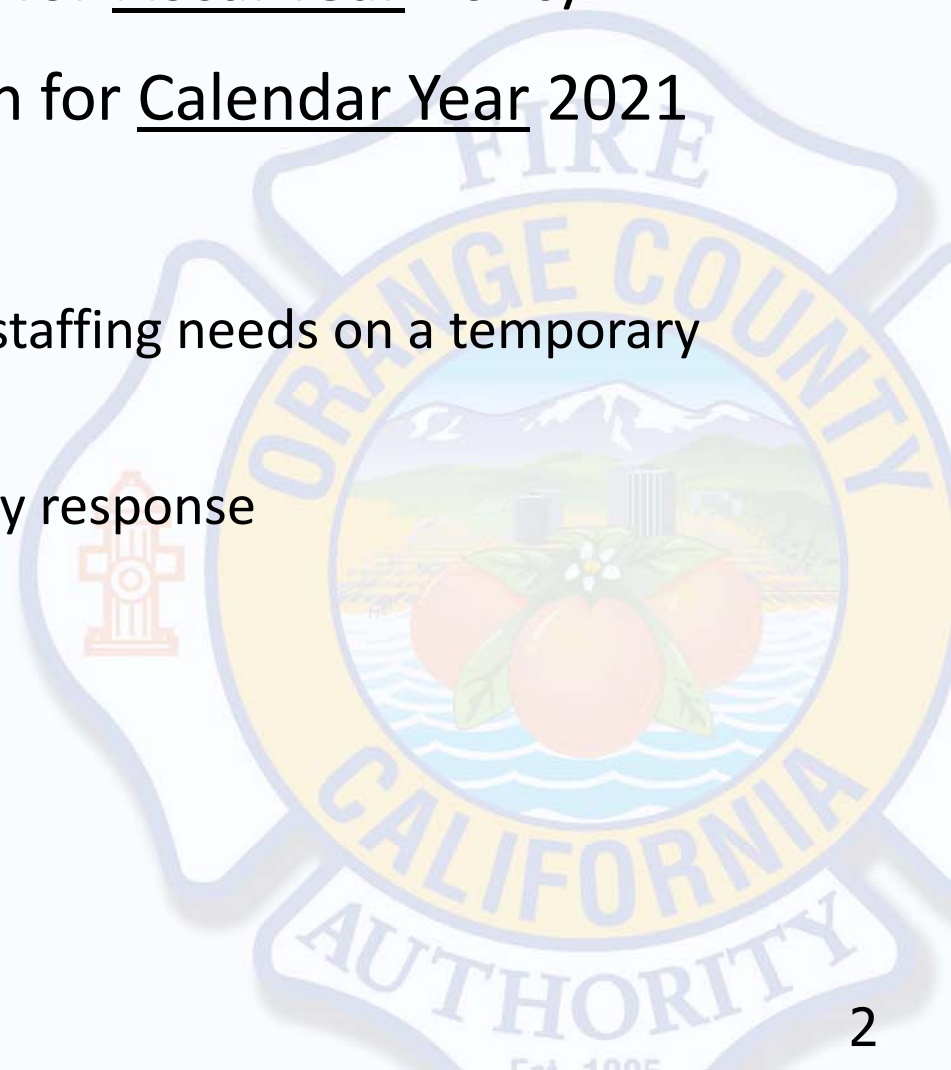 n for Calendar Year 2021
FIRE
ORANGE COUNTY
staffing needs on a temporary
y response
CALIFORNIA
AUTHORITY
2